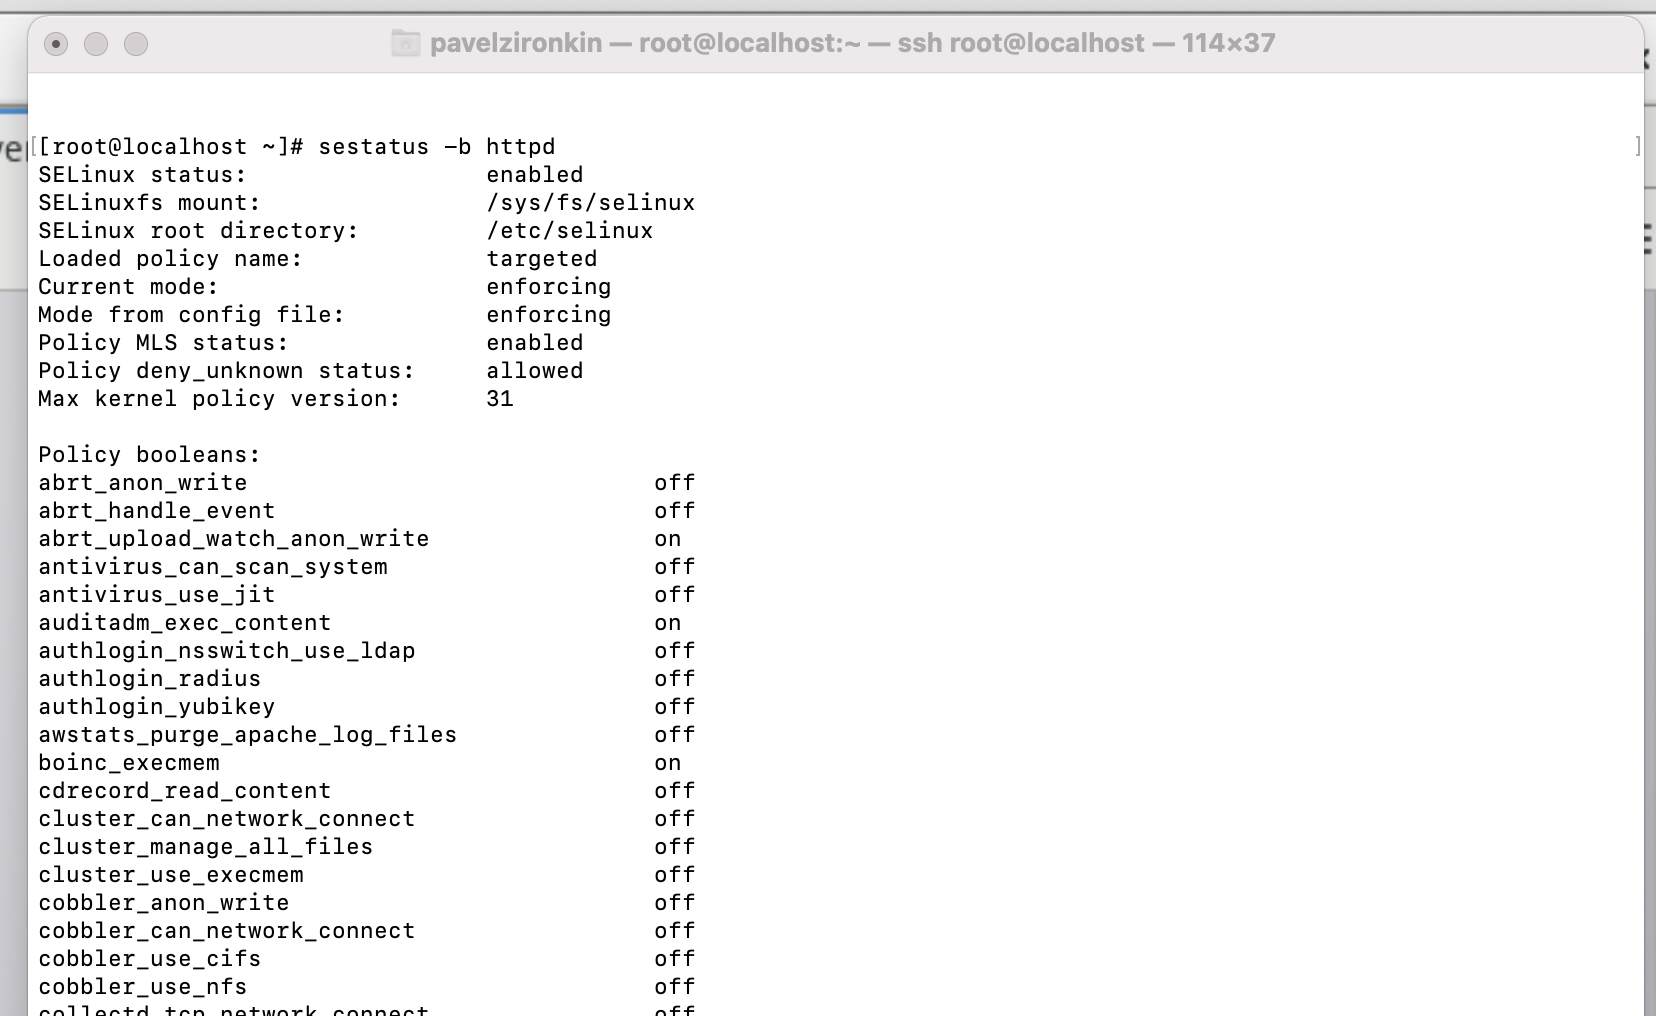 pavelzironkin — root@localhost:~ — ssh root@localhost — 114×37
[[root@localhost ~]# sestatus -b httpd ]
SELinux status: enabled
SELinuxfs mount: /sys/fs/selinux
SELinux root directory: /etc/selinux
Loaded policy name: targeted
Current mode: enforcing
Mode from config file: enforcing
Policy MLS status: enabled
Policy deny_unknown status: allowed
Max kernel policy version: 31
Policy booleans:
abrt_anon_write off
abrt_handle_event off
abrt_upload_watch_anon_write on
antivirus_can_scan_system off
antivirus_use_jit off
auditadm_exec_content on
authlogin_nsswitch_use_ldap off
authlogin_radius off
authlogin_yubikey off
awstats_purge_apache_log_files off
boinc_execmem on
cdrecord_read_content off
cluster_can_network_connect off
cluster_manage_all_files off
cluster_use_execmem off
cobbler_anon_write off
cobbler_can_network_connect off
cobbler_use_cifs off
cobbler_use_nfs off
collectd_tcp_network_connect off